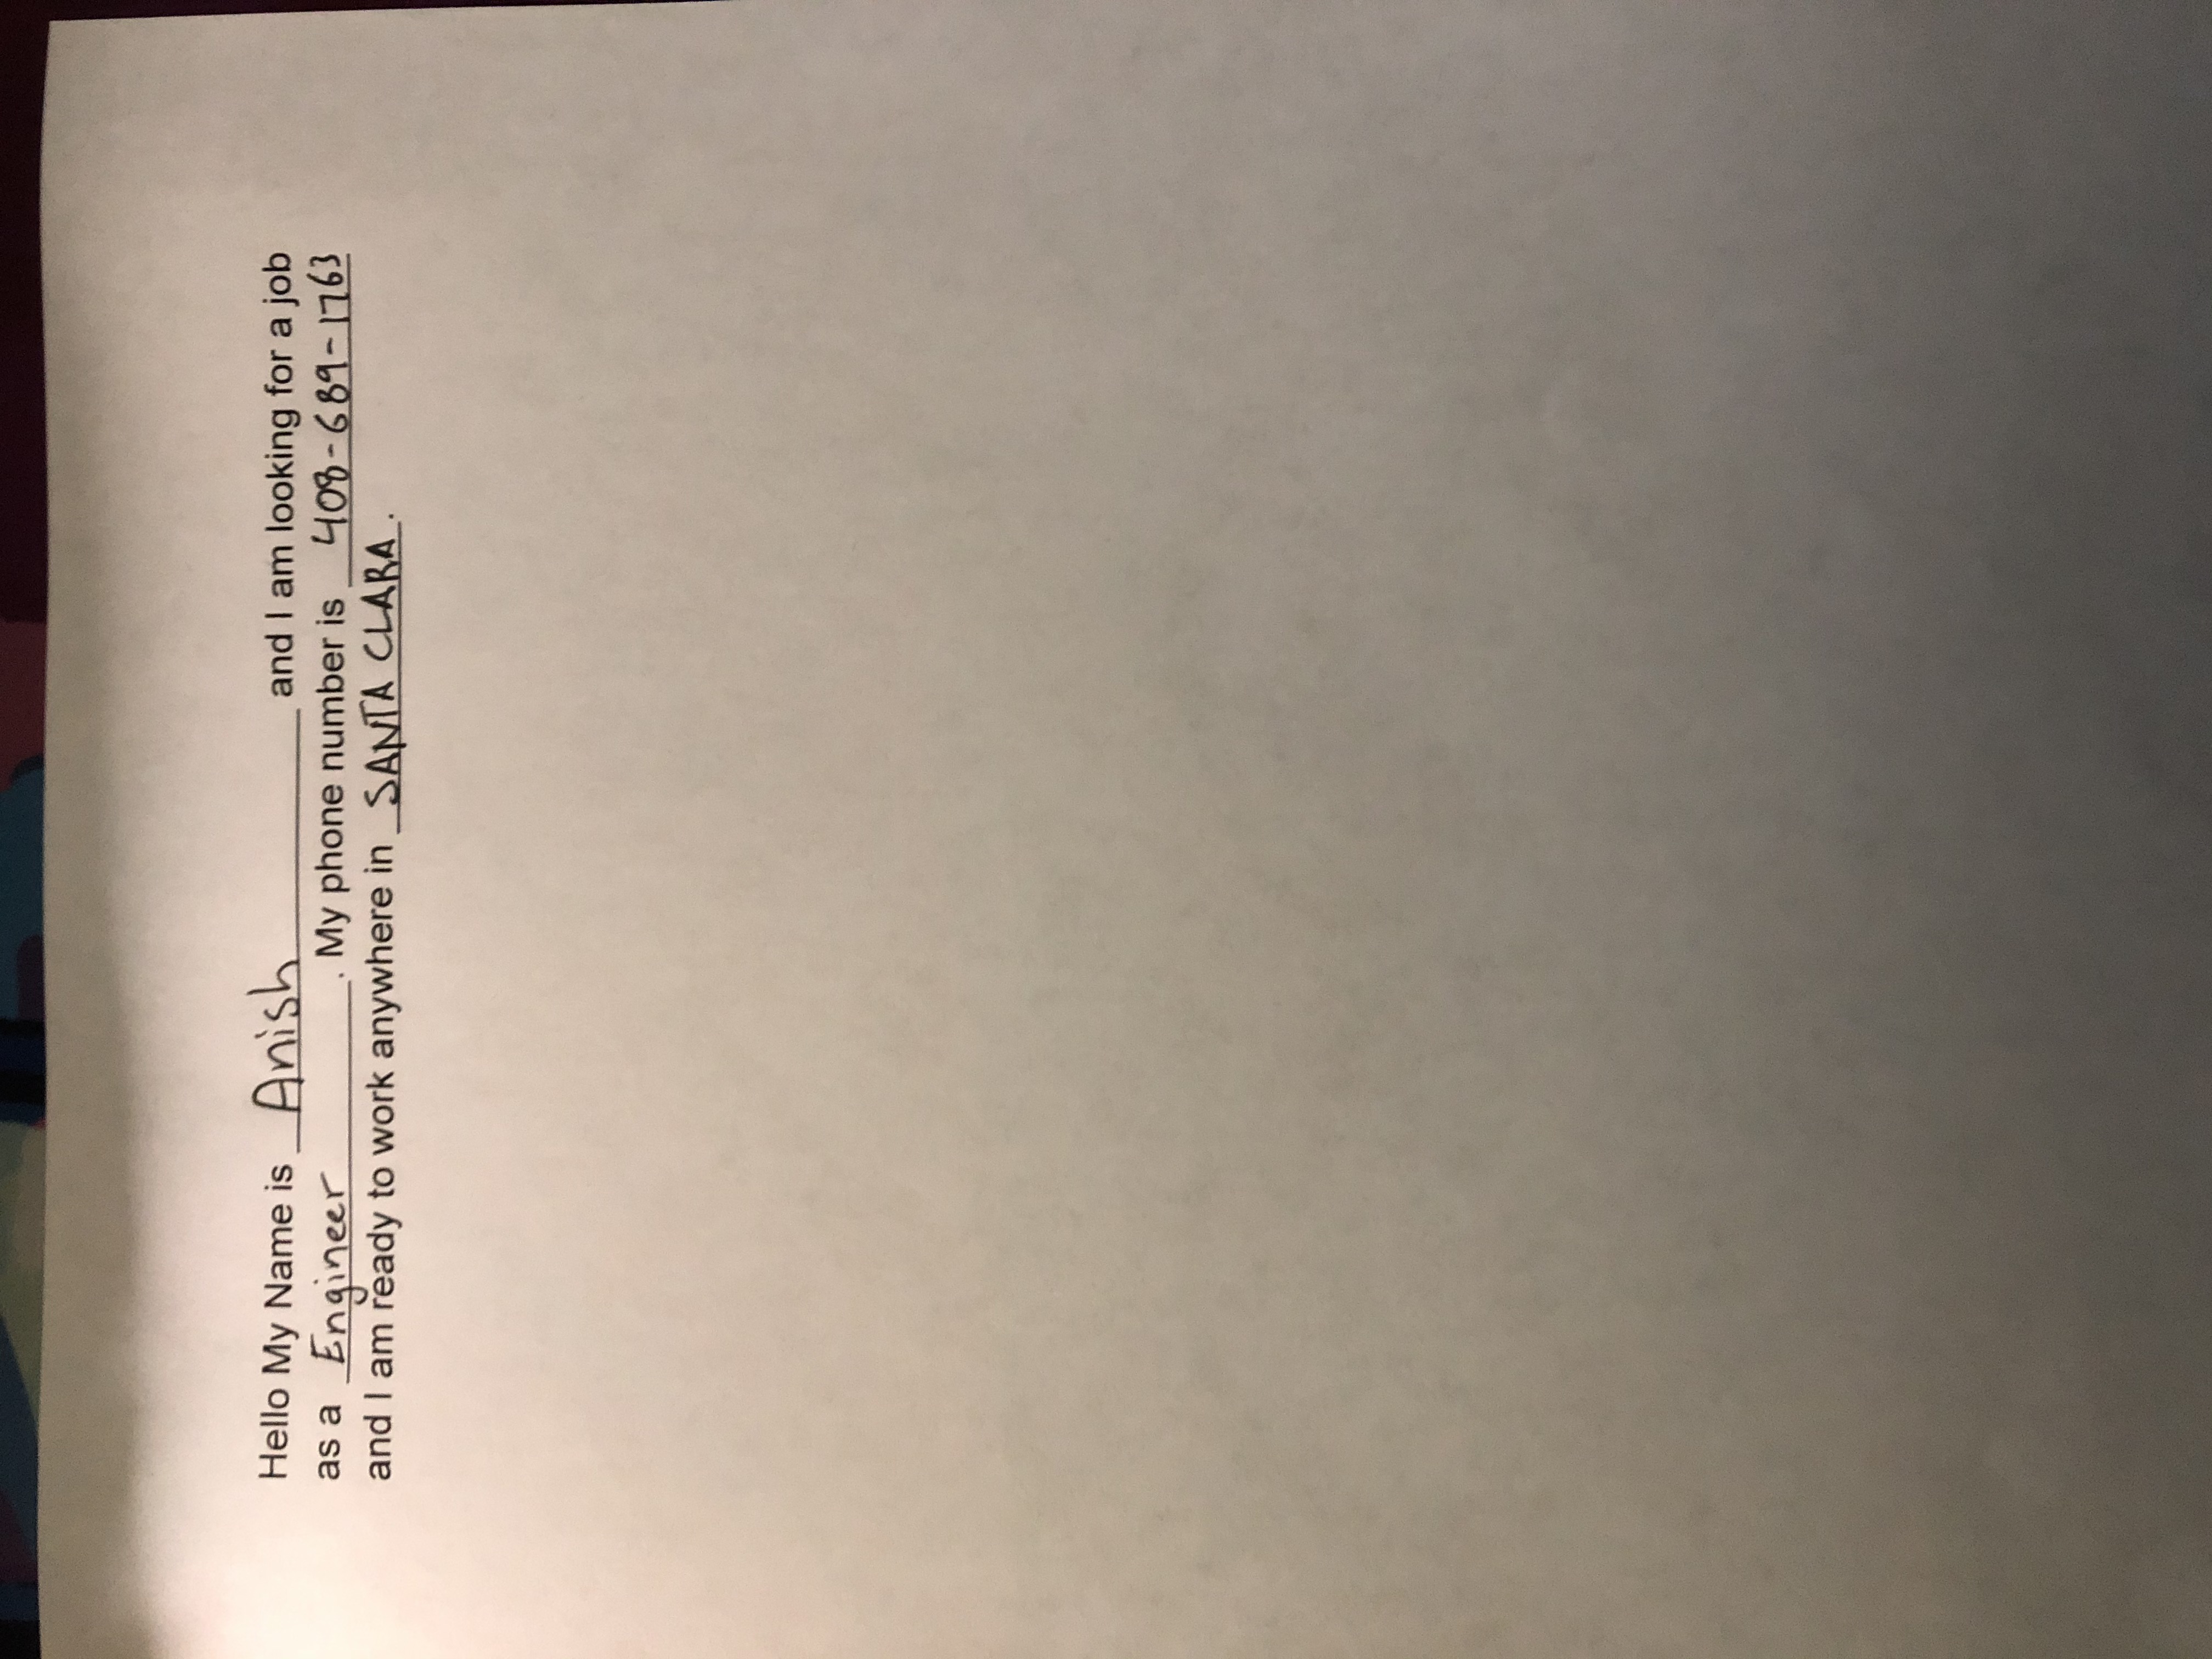 Hello My Name is Anish and I am looking for a job
as a Engineer. My phone number is 408-689-1763
and I am ready to work anywhere in SANTA CLARA.